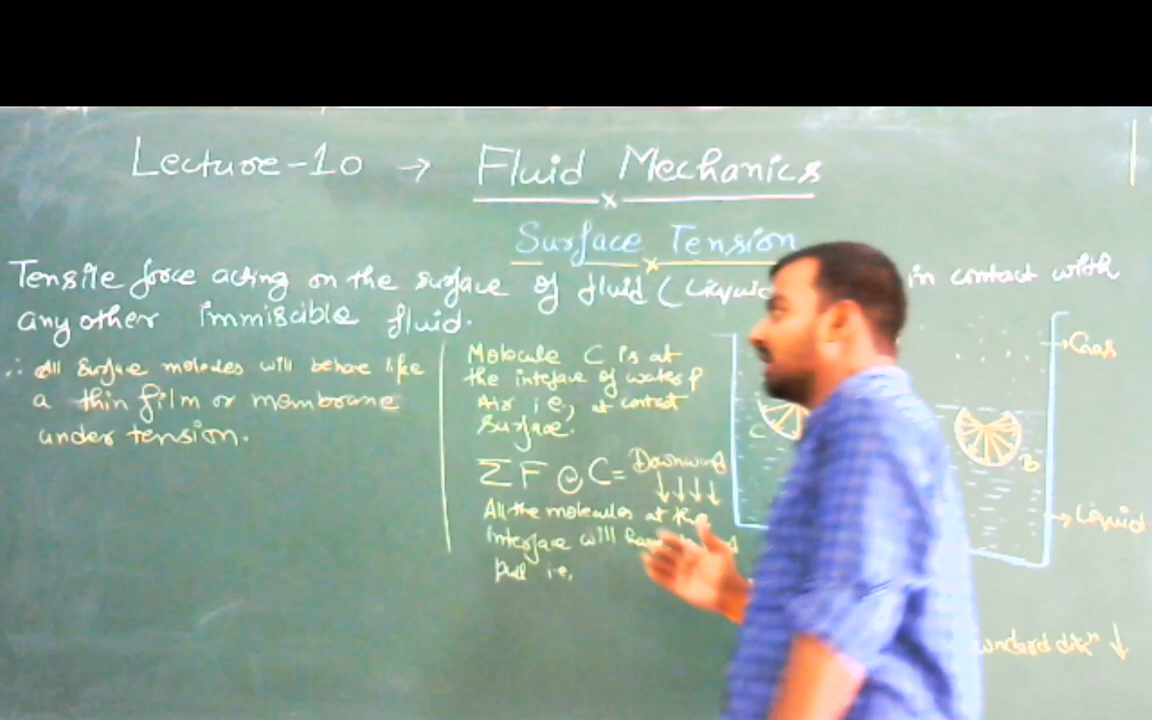 Lecture-10 → Fluid Mechanics
Surface Tension
Tensile force acting on the surface of fluid (Liquid in contact with
any other immiscible fluid.
∴ All surface molecules will behave like
a thin film or membrane
under tension.
Molecule C is at
the interface of water &
Air i.e, at contact
surface.
ΣF @ C = Downward
↓↓↓↓
All the molecules at the
interface will
Pull i.e,
C
B
→ Gas
→ Liquid
↓